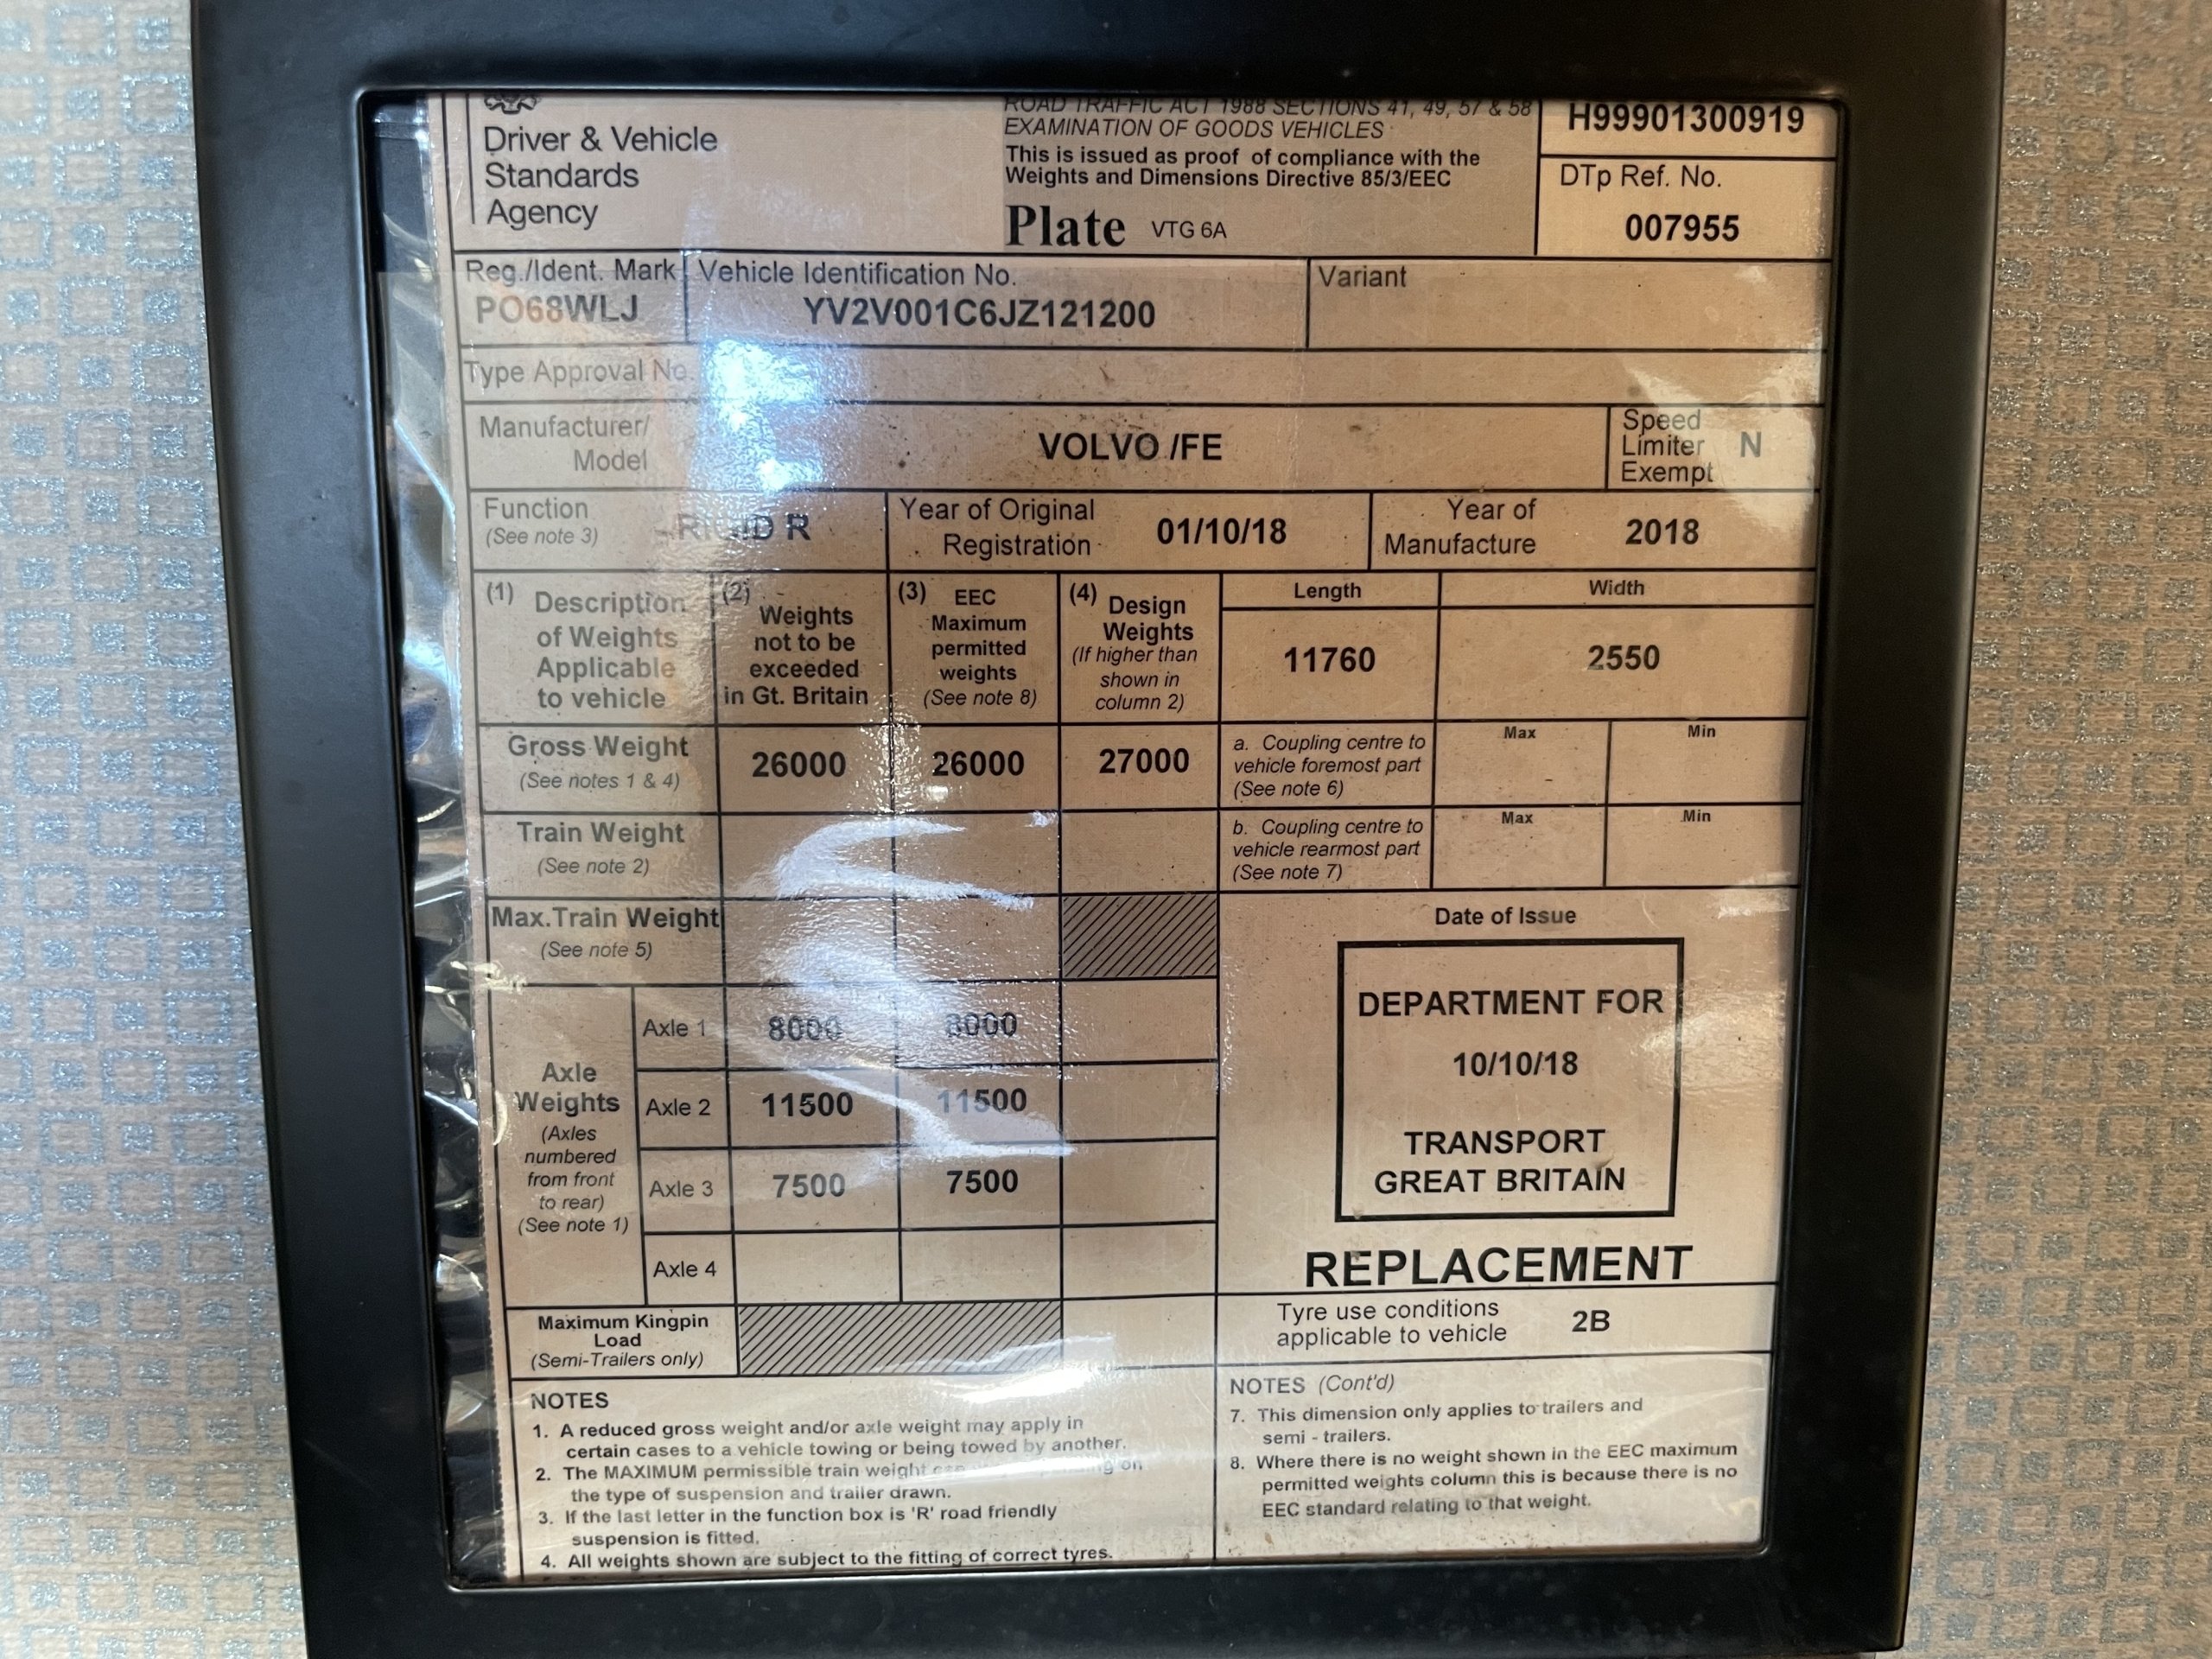 ROAD TRAFFIC ACT 1988 SECTIONS 41, 49, 57 & 58
EXAMINATION OF GOODS VEHICLES
This is issued as proof of compliance with the
Weights and Dimensions Directive 85/3/EEC
Plate VTG 6A
Driver & Vehicle
Standards
Agency
H99901300919
DTp Ref. No.
007955
Reg./Ident. Mark
PO68WLJ
Vehicle Identification No.
YV2V001C6JZ121200
Variant
Type Approval No.
Manufacturer/
Model
VOLVO /FE
Speed
Limiter
Exempt
N
Function
(See note 3)
RIGID R
Year of Original
Registration
01/10/18
Year of
Manufacture
2018
(1) Description
of Weights
Applicable
to vehicle
(2) Weights
not to be
exceeded
in Gt. Britain
(3) EEC
Maximum
permitted
weights
(See note 8)
(4) Design
Weights
(If higher than
shown in
column 2)
Length
11760
Width
2550
Gross Weight
(See notes 1 & 4)
26000
26000
27000
a. Coupling centre to
vehicle foremost part
(See note 6)
Max
Min
Train Weight
(See note 2)
b. Coupling centre to
vehicle rearmost part
(See note 7)
Max
Min
Max.Train Weight
(See note 5)
Date of Issue
DEPARTMENT FOR
10/10/18
TRANSPORT
GREAT BRITAIN
REPLACEMENT
Axle
Weights
(Axles
numbered
from front
to rear)
(See note 1)
Axle 1
8000
8000
Axle 2
11500
11500
Axle 3
7500
7500
Axle 4
Maximum Kingpin
Load
(Semi-Trailers only)
Tyre use conditions
applicable to vehicle
2B
NOTES
1. A reduced gross weight and/or axle weight may apply in
certain cases to a vehicle towing or being towed by another.
2. The MAXIMUM permissible train weight on
the type of suspension and trailer drawn.
3. If the last letter in the function box is 'R' road friendly
suspension is fitted.
4. All weights shown are subject to the fitting of correct tyres.
NOTES (Cont'd)
7. This dimension only applies to trailers and
semi - trailers.
8. Where there is no weight shown in the EEC maximum
permitted weights column this is because there is no
EEC standard relating to that weight.